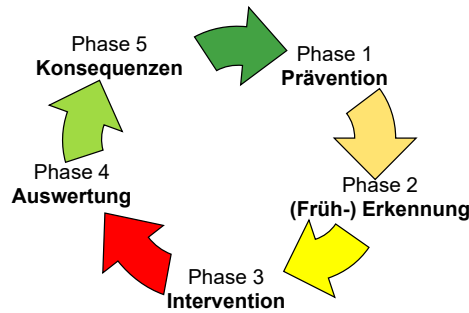 Phase 1
Prävention
Phase 2
(Früh-) Erkennung
Phase 3
Intervention
Phase 4
Auswertung
Phase 5
Konsequenzen